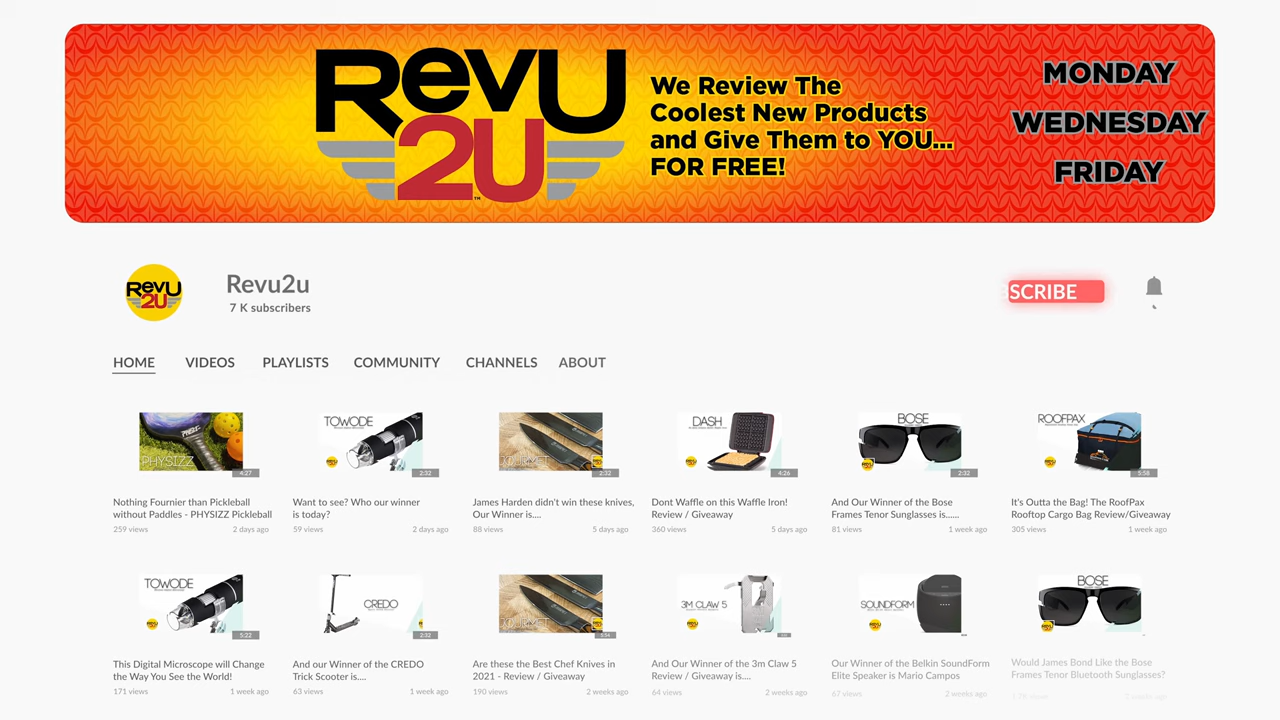 RevU
2U
TM
We Review The
Coolest New Products
and Give Them to YOU...
FOR FREE!
MONDAY
WEDNESDAY
FRIDAY
RevU
2U
Revu2u
7 K subscribers
SCRIBE
HOME VIDEOS PLAYLISTS COMMUNITY CHANNELS ABOUT
PHYSIZZ
4:27
TOWODE
2:32
2:32
DASH
4:26
BOSE
2:32
ROOFPAX
5:58
Nothing Fournier than Pickleball
without Paddles - PHYSIZZ Pickleball
259 views 2 days ago
Want to see? Who our winner
is today?
59 views 2 days ago
James Harden didn't win these knives,
Our Winner is....
88 views 5 days ago
Dont Waffle on this Waffle Iron!
Review / Giveaway
360 views 5 days ago
And Our Winner of the Bose
Frames Tenor Sunglasses is......
81 views 1 week ago
It's Outta the Bag! The RoofPax
Rooftop Cargo Bag Review/Giveaway
305 views 1 week ago
TOWODE
5:22
CREDO
2:32
3M CLAW 5
SOUNDFORM
BOSE
This Digital Microscope will Change
the Way You See the World!
171 views 1 week ago
And our Winner of the CREDO
Trick Scooter is....
63 views 1 week ago
Are these the Best Chef Knives in
2021 - Review / Giveaway
190 views 2 weeks ago
And Our Winner of the 3m Claw 5
Review / Giveaway is....
64 views 2 weeks ago
Our Winner of the Belkin SoundForm
Elite Speaker is Mario Campos
67 views 2 weeks ago
Would James Bond Like the Bose
Frames Tenor Bluetooth Sunglasses?